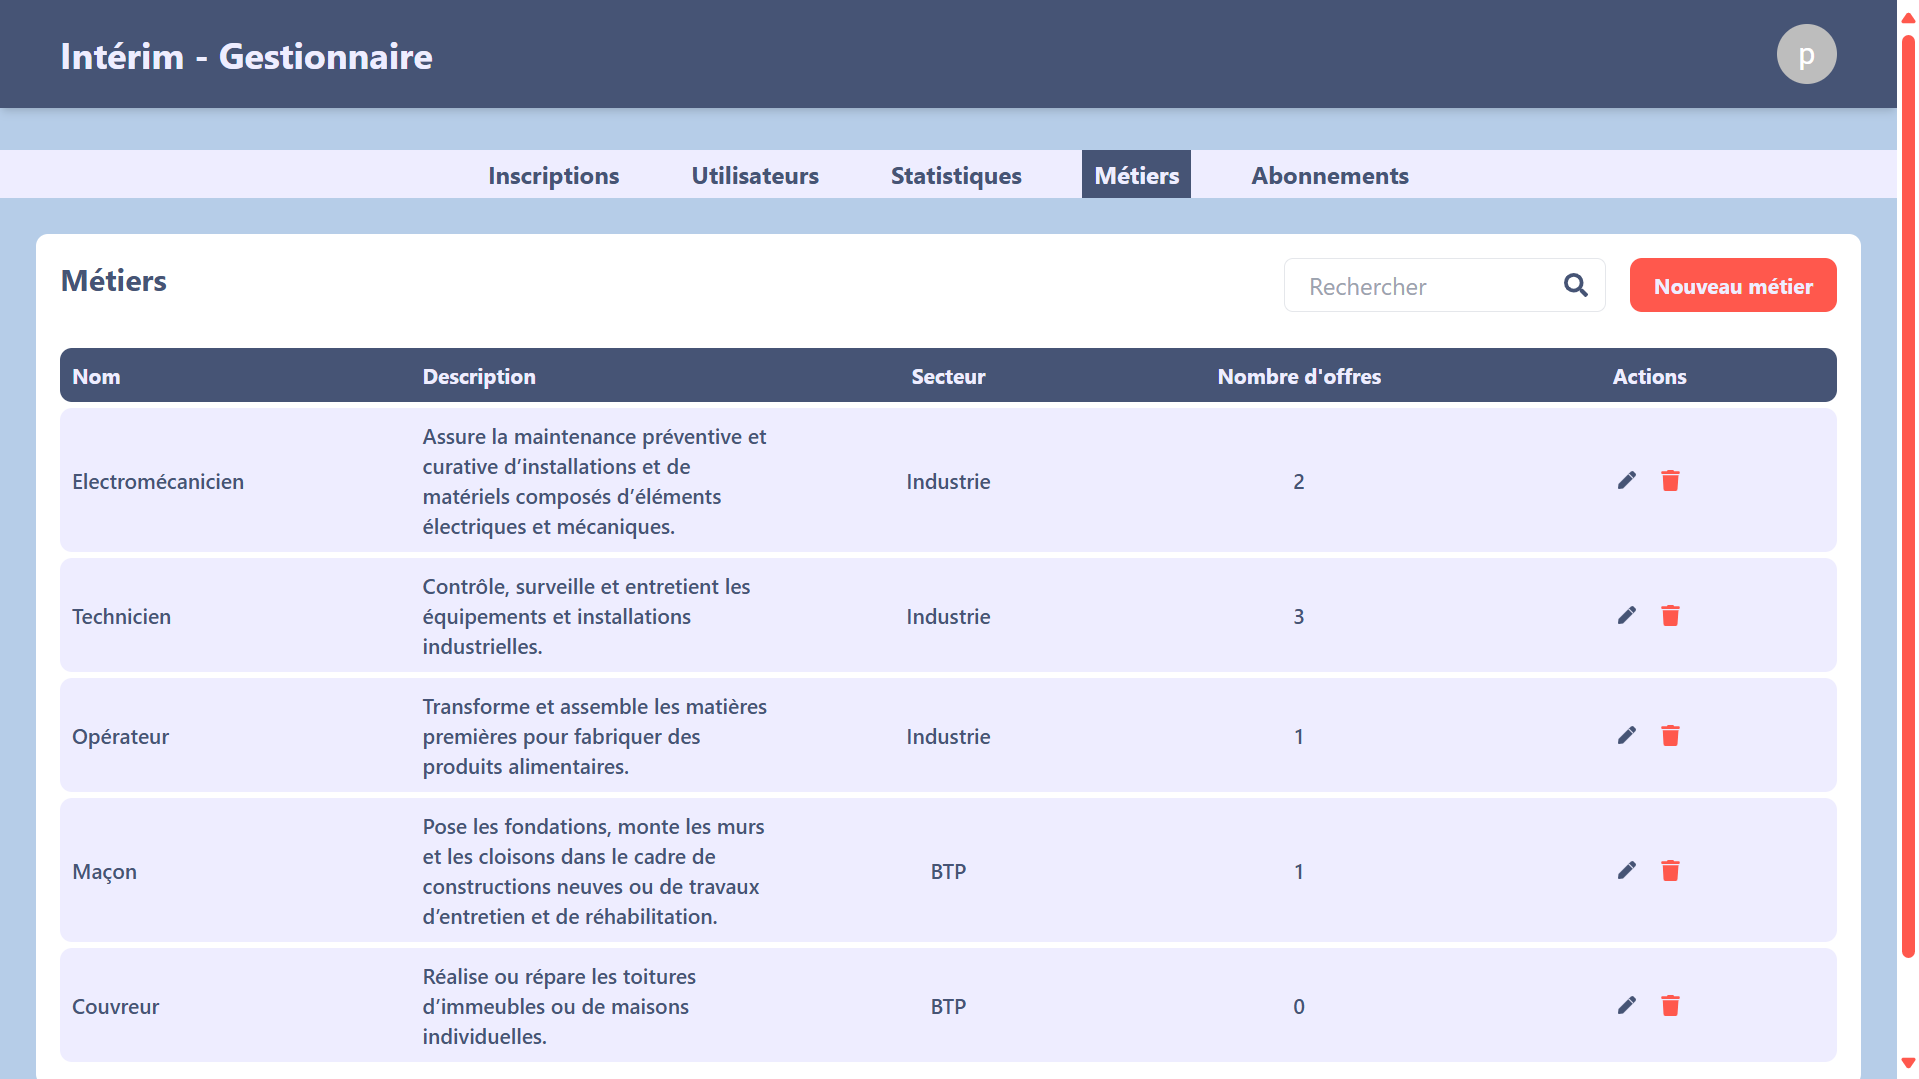 Intérim - Gestionnaire
p
Inscriptions
Utilisateurs
Statistiques
Métiers
Abonnements
Métiers
Rechercher
Nouveau métier
Nom
Description
Secteur
Nombre d'offres
Actions
Electromécanicien
Assure la maintenance préventive et
curative d’installations et de
matériels composés d’éléments
électriques et mécaniques.
Industrie
2
Technicien
Contrôle, surveille et entretient les
équipements et installations
industrielles.
Industrie
3
Opérateur
Transforme et assemble les matières
premières pour fabriquer des
produits alimentaires.
Industrie
1
Maçon
Pose les fondations, monte les murs
et les cloisons dans le cadre de
constructions neuves ou de travaux
d’entretien et de réhabilitation.
BTP
1
Couvreur
Réalise ou répare les toitures
d’immeubles ou de maisons
individuelles.
BTP
0